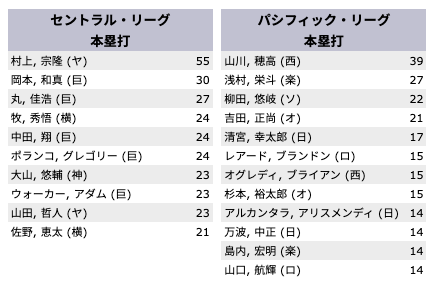 セントラル・リーグ
本塁打
村上, 宗隆 (ヤ) 55
岡本, 和真 (巨) 30
丸, 佳浩 (巨) 27
牧, 秀悟 (横) 24
中田, 翔 (巨) 24
ポランコ, グレゴリー (巨) 24
大山, 悠輔 (神) 23
ウォーカー, アダム (巨) 23
山田, 哲人 (ヤ) 23
佐野, 恵太 (横) 21
パシフィック・リーグ
本塁打
山川, 穂高 (西) 39
浅村, 栄斗 (楽) 27
柳田, 悠岐 (ソ) 22
吉田, 正尚 (オ) 21
清宮, 幸太郎 (日) 17
レアード, ブランドン (ロ) 15
オグレディ, ブライアン (西) 15
杉本, 裕太郎 (オ) 15
アルカンタラ, アリスメンディ (日) 14
万波, 中正 (日) 14
島内, 宏明 (楽) 14
山口, 航輝 (ロ) 14